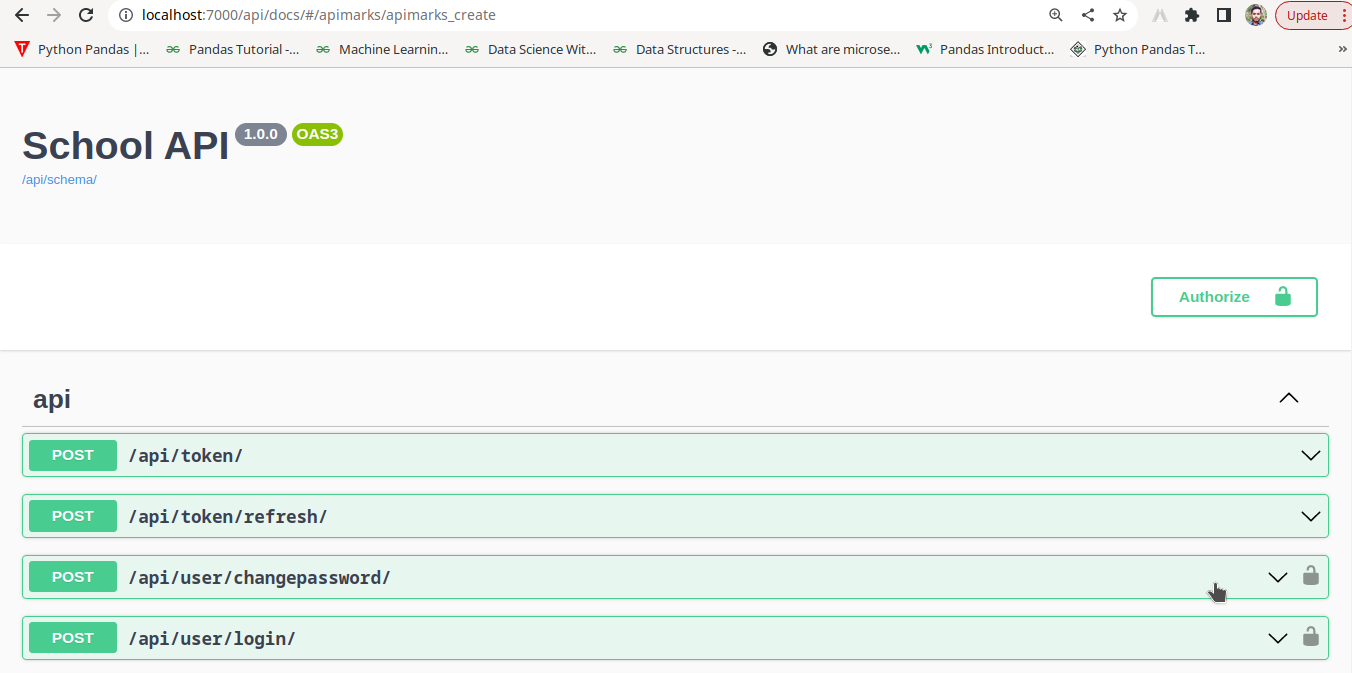 localhost:7000/api/docs/#/apimarks/apimarks_create
Update
Python Pandas |... Pandas Tutorial -... Machine Learnin... Data Science Wit... Data Structures -... What are microse... Pandas Introduct... Python Pandas T... »
School API 1.0.0 OAS3
/api/schema/
Authorize
api
POST /api/token/
POST /api/token/refresh/
POST /api/user/changepassword/
POST /api/user/login/